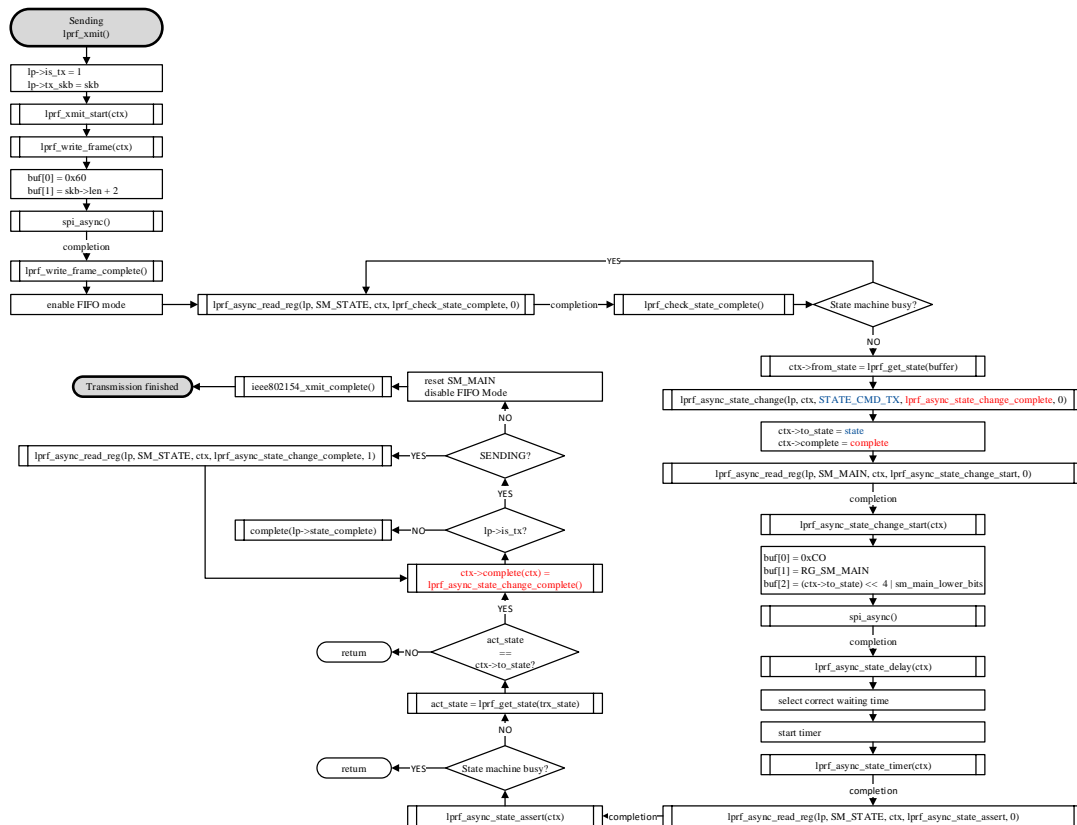 Sending
lprf_xmit()
lp->is_tx = 1
lp->tx_skb = skb
lprf_xmit_start(ctx)
lprf_write_frame(ctx)
buf[0] = 0x60
buf[1] = skb->len + 2
spi_async()
completion
lprf_write_frame_complete()
enable FIFO mode
lprf_async_read_reg(lp, SM_STATE, ctx, lprf_check_state_complete, 0)
completion
lprf_check_state_complete()
State machine busy?
YES
NO
ctx->from_state = lprf_get_state(buffer)
lprf_async_state_change(lp, ctx, STATE_CMD_TX, lprf_async_state_change_complete, 0)
ctx->to_state = state
ctx->complete = complete
lprf_async_read_reg(lp, SM_MAIN, ctx, lprf_async_state_change_start, 0)
completion
lprf_async_state_change_start(ctx)
buf[0] = 0xCO
buf[1] = RG_SM_MAIN
buf[2] = (ctx->to_state) << 4 | sm_main_lower_bits
spi_async()
completion
lprf_async_state_delay(ctx)
select correct waiting time
start timer
lprf_async_state_timer(ctx)
completion
lprf_async_read_reg(lp, SM_STATE, ctx, lprf_async_state_assert, 0)
completion
lprf_async_state_assert(ctx)
State machine busy?
YES
return
NO
act_state = lprf_get_state(trx_state)
act_state
==
ctx->to_state?
NO
return
YES
ctx->complete(ctx) =
lprf_async_state_change_complete()
lp->is_tx?
NO
complete(lp->state_complete)
YES
SENDING?
YES
lprf_async_read_reg(lp, SM_STATE, ctx, lprf_async_state_change_complete, 1)
NO
reset SM_MAIN
disable FIFO Mode
ieee802154_xmit_complete()
Transmission finished